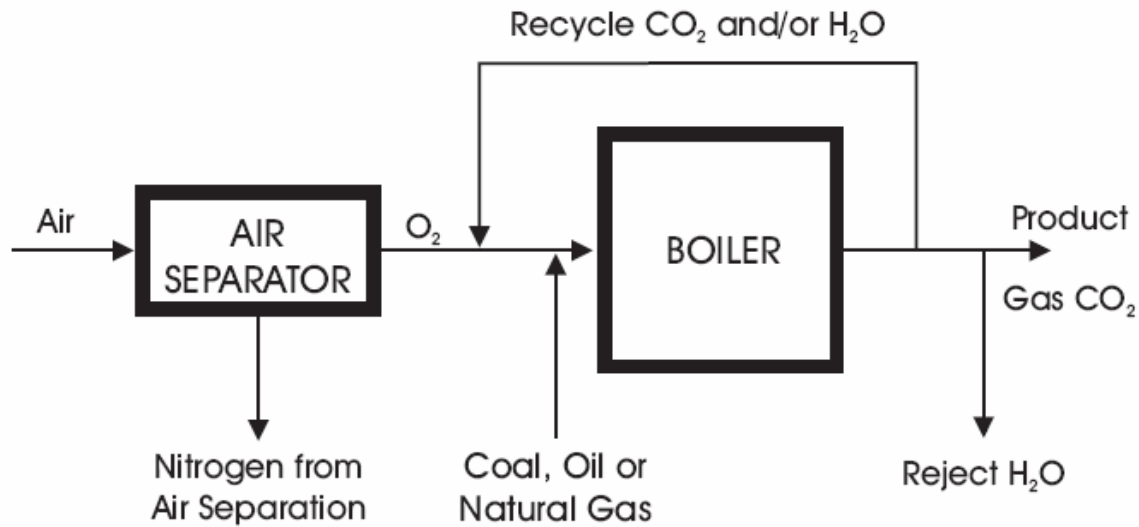 Recycle CO₂ and/or H₂O
Air
AIR
SEPARATOR
O₂
BOILER
Product
Gas CO₂
Nitrogen from
Air Separation
Coal, Oil or
Natural Gas
Reject H₂O